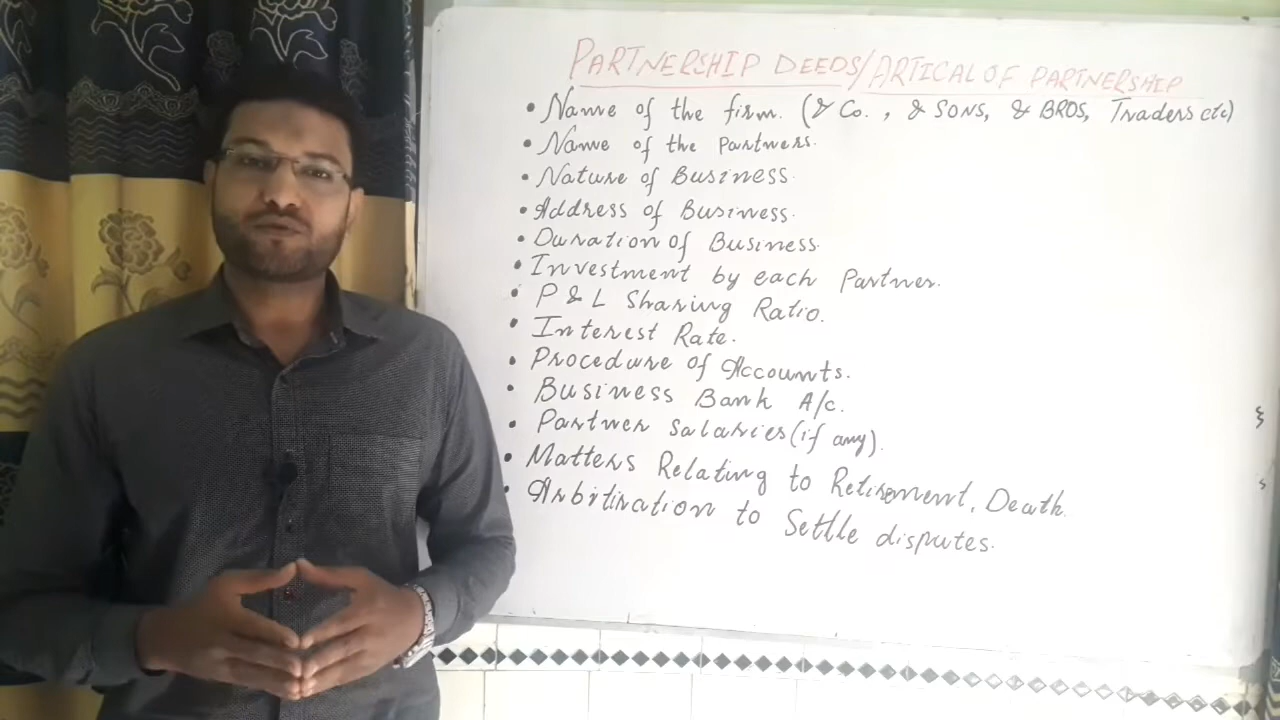 PARTNERSHIP DEEDS/ARTICAL OF PARTNERSHIP
• Name of the firm. (& Co., & SONS, & BROS, Traders etc)
• Name of the Partners.
• Nature of Business.
• Address of Business.
• Duration of Business.
• Investment by each Partner.
• P & L Sharing Ratio.
• Interest Rate.
• Procedure of Accounts.
• Business Bank A/c.
• Partner Salaries (if any).
• Matters Relating to Retirement, Death.
• Arbitration to Settle disputes.